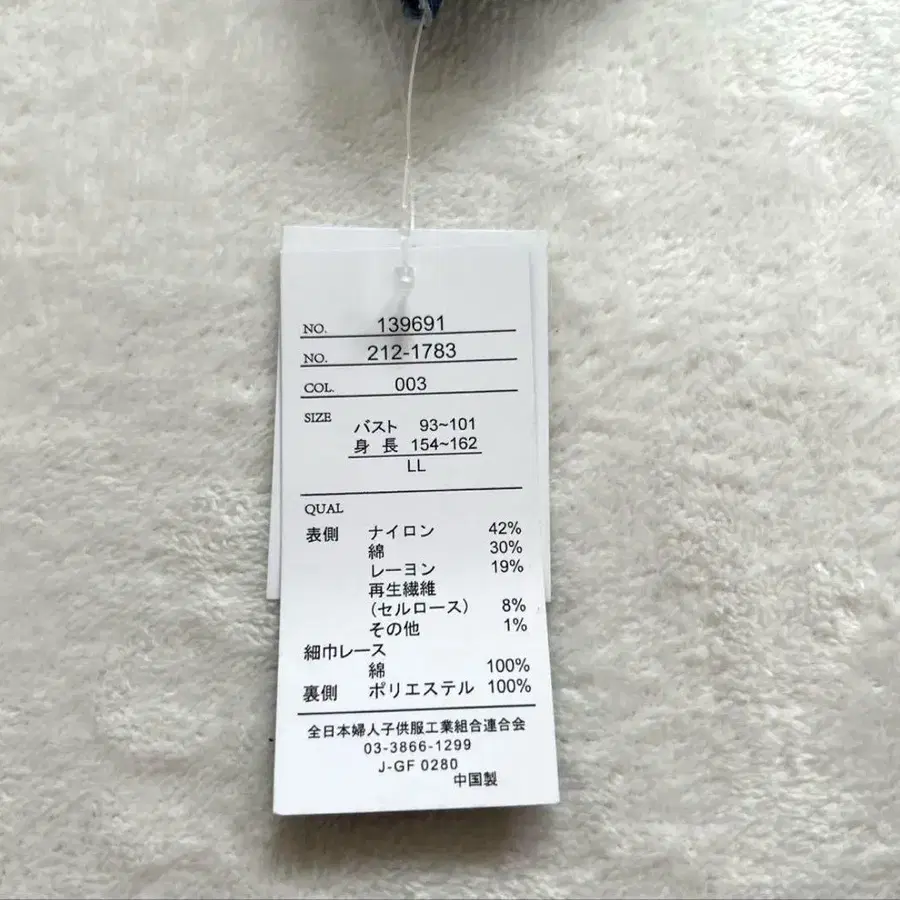 NO. 139691
NO. 212-1783
COL. 003
SIZE
バスト 93~101
身長 154~162
LL
QUAL
表側 ナイロン 42%
綿 30%
レーヨン 19%
再生繊維
(セルロース) 8%
その他 1%
細巾レース
綿 100%
裏側 ポリエステル 100%
全日本婦人子供服工業組合連合会
03-3866-1299
J-GF 0280
中国製